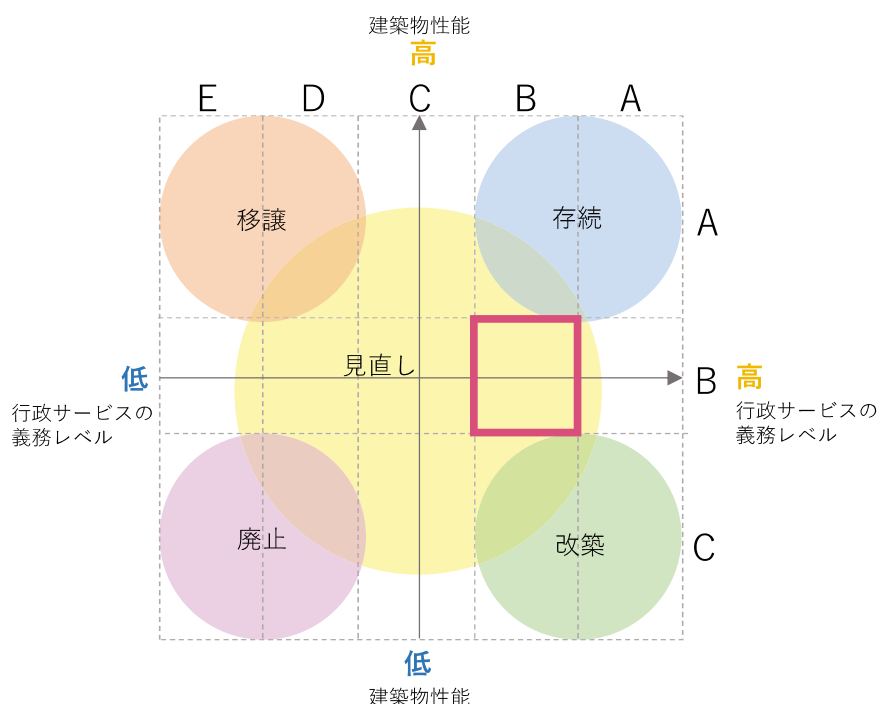 建築物性能
高
E D C B A
移譲
存続
A
見直し
低
B
高
行政サービスの
義務レベル
行政サービスの
義務レベル
廃止
改築
C
低
建築物性能